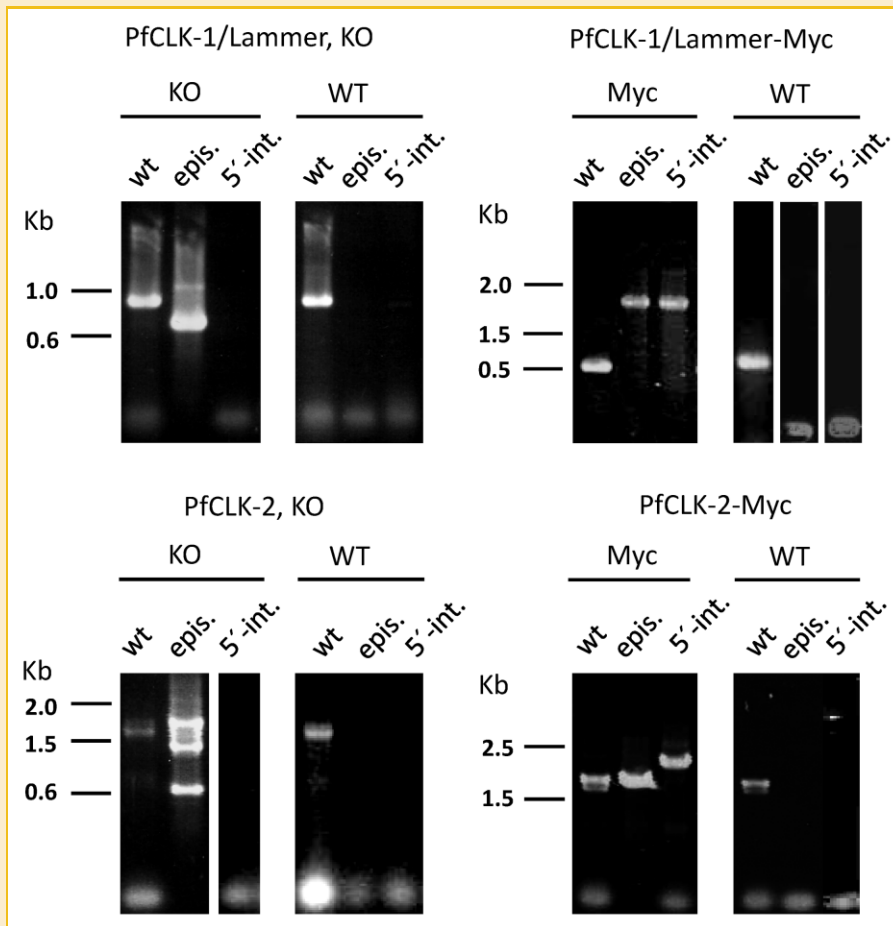 PfCLK-1/Lammer, KO
KO WT
wt epis. 5´-int. wt epis. 5´-int.
Kb
1.0
0.6
PfCLK-1/Lammer-Myc
Myc WT
wt epis. 5´-int. wt epis. 5´-int.
Kb
2.0
1.5
0.5
PfCLK-2, KO
KO WT
wt epis. 5´-int. wt epis. 5´-int.
Kb
2.0
1.5
0.6
PfCLK-2-Myc
Myc WT
wt epis. 5´-int. wt epis. 5´-int.
Kb
2.5
1.5